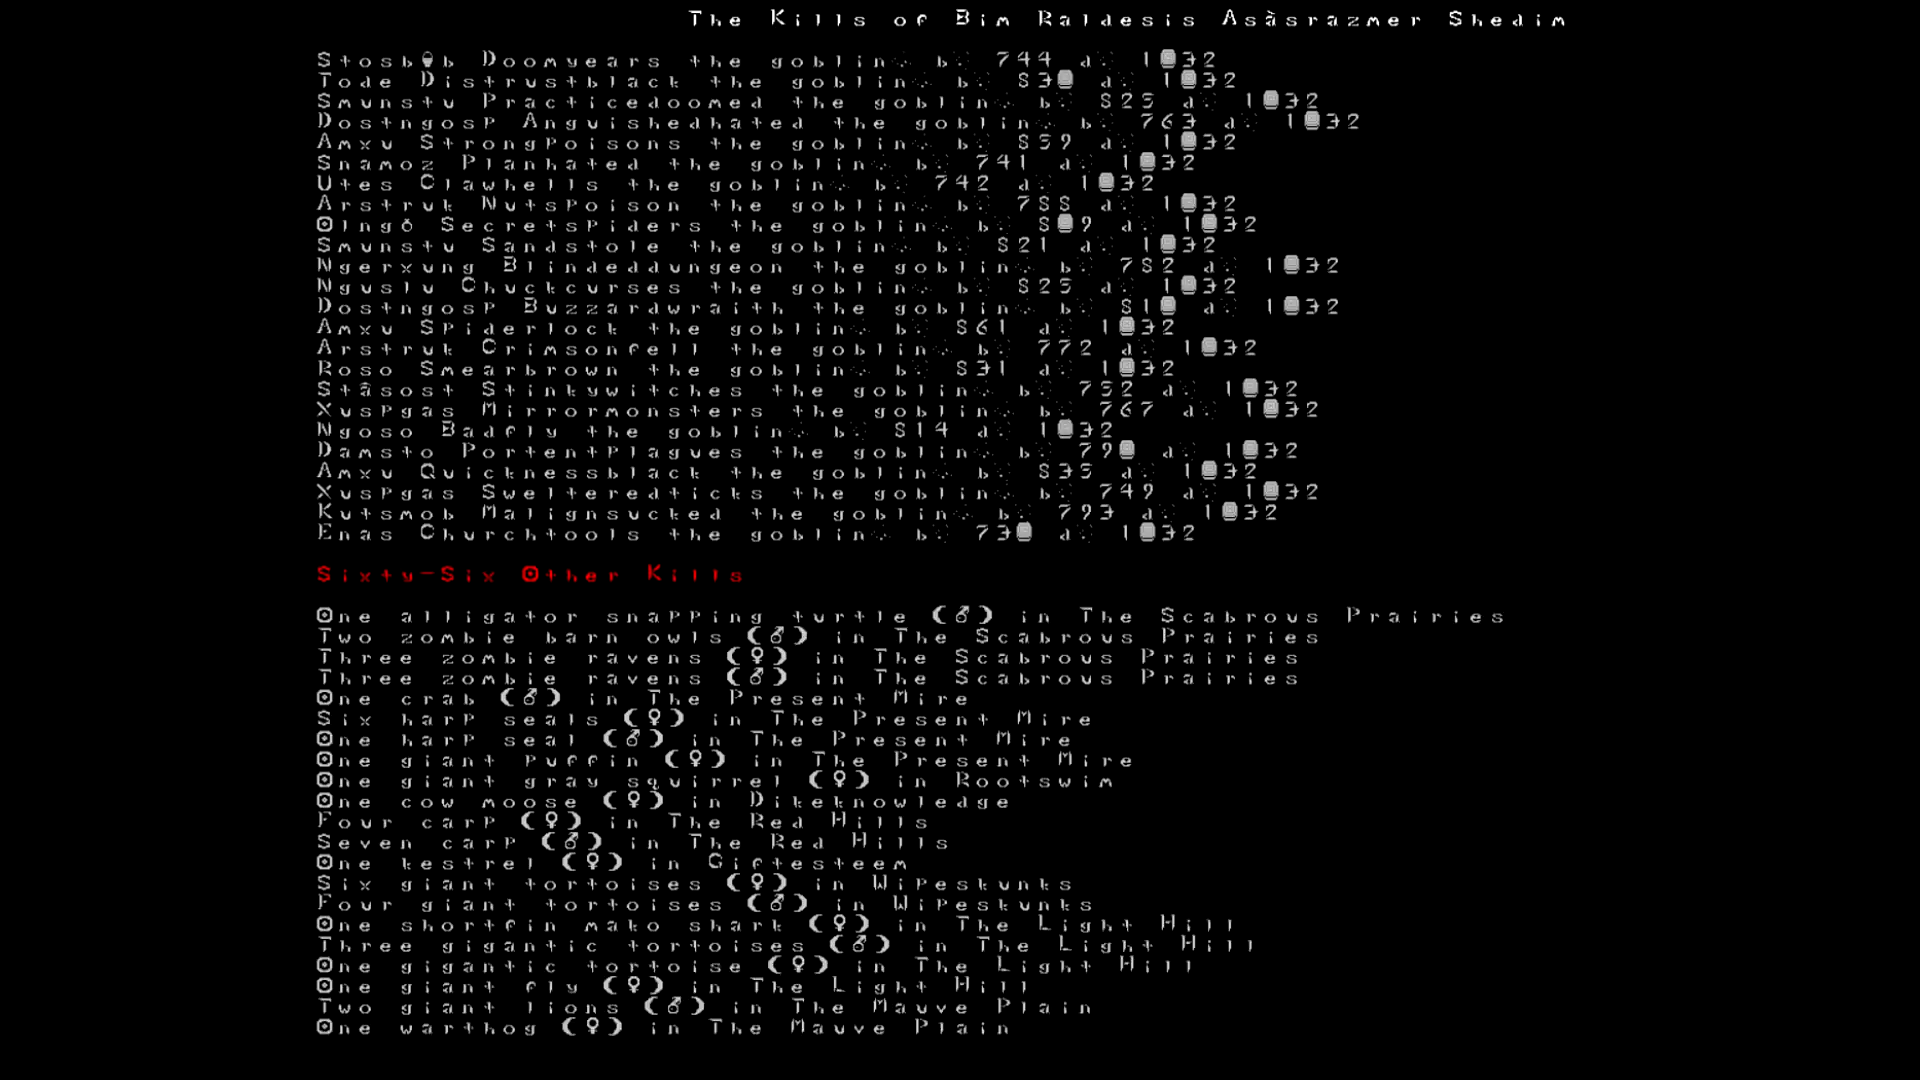 The Kills of Bim Raldesis Asàsrazmer Shedim
Doomyears the goblin, b. 744 d. 1032
Tode Distrustblack the goblin, b. 830 d. 1032
Smunstu Practicedoomed the goblin, b. 825 d. 1032
Dostngosp Anguishedhated the goblin, b. 763 d. 1032
Amxu Strongpoisons the goblin, b. 859 d. 1032
Snamoz Planhated the goblin, b. 741 d. 1032
Utes Clawhells the goblin, b. 742 d. 1032
Arstruk Nutspoison the goblin, b. 788 d. 1032
Olngô Secretspiders the goblin, b. 809 d. 1032
Smunstu Sandstole the goblin, b. 821 d. 1032
Ngerxung Blindeddungeon the goblin, b. 782 d. 1032
Nguslu Chuckcurses the goblin, b. 825 d. 1032
Dostngosp Buzzardwraith the goblin, b. 810 d. 1032
Amxu Spiderlock the goblin, b. 861 d. 1032
Arstruk Crimsonfell the goblin, b. 772 d. 1032
Roso Smearbrown the goblin, b. 831 d. 1032
Stâsost Stinkywitches the goblin, b. 752 d. 1032
Xuspgas Mirrormonsters the goblin, b. 767 d. 1032
Ngoso Badfly the goblin, b. 814 d. 1032
Damsto Portentplagues the goblin, b. 790 d. 1032
Amxu Quicknessblack the goblin, b. 835 d. 1032
Xuspgas Swelteredticks the goblin, b. 749 d. 1032
Kutsmob Malignsucked the goblin, b. 793 d. 1032
Enas Churchtools the goblin, b. 730 d. 1032
Sixty-Six Other Kills
One alligator snapping turtle (♂) in The Scabrous Prairies
Two zombie barn owls (♂) in The Scabrous Prairies
Three zombie ravens (♀) in The Scabrous Prairies
Three zombie ravens (♂) in The Scabrous Prairies
One crab (♂) in The Present Mire
Six harp seals (♀) in The Present Mire
One harp seal (♂) in The Present Mire
One giant puffin (♀) in The Present Mire
One giant gray squirrel (♀) in Rootswim
One cow moose (♀) in Dikeknowledge
Four carp (♀) in The Red Hills
Seven carp (♂) in The Red Hills
One kestrel (♀) in Giftesteem
Six giant tortoises (♀) in Wipeskunks
Four giant tortoises (♂) in Wipeskunks
One shortfin mako shark (♀) in The Light Hill
Three gigantic tortoises (♂) in The Light Hill
One gigantic tortoise (♀) in The Light Hill
One giant fly (♀) in The Light Hill
Two giant lions (♂) in The Mauve Plain
One warthog (♀) in The Mauve Plain